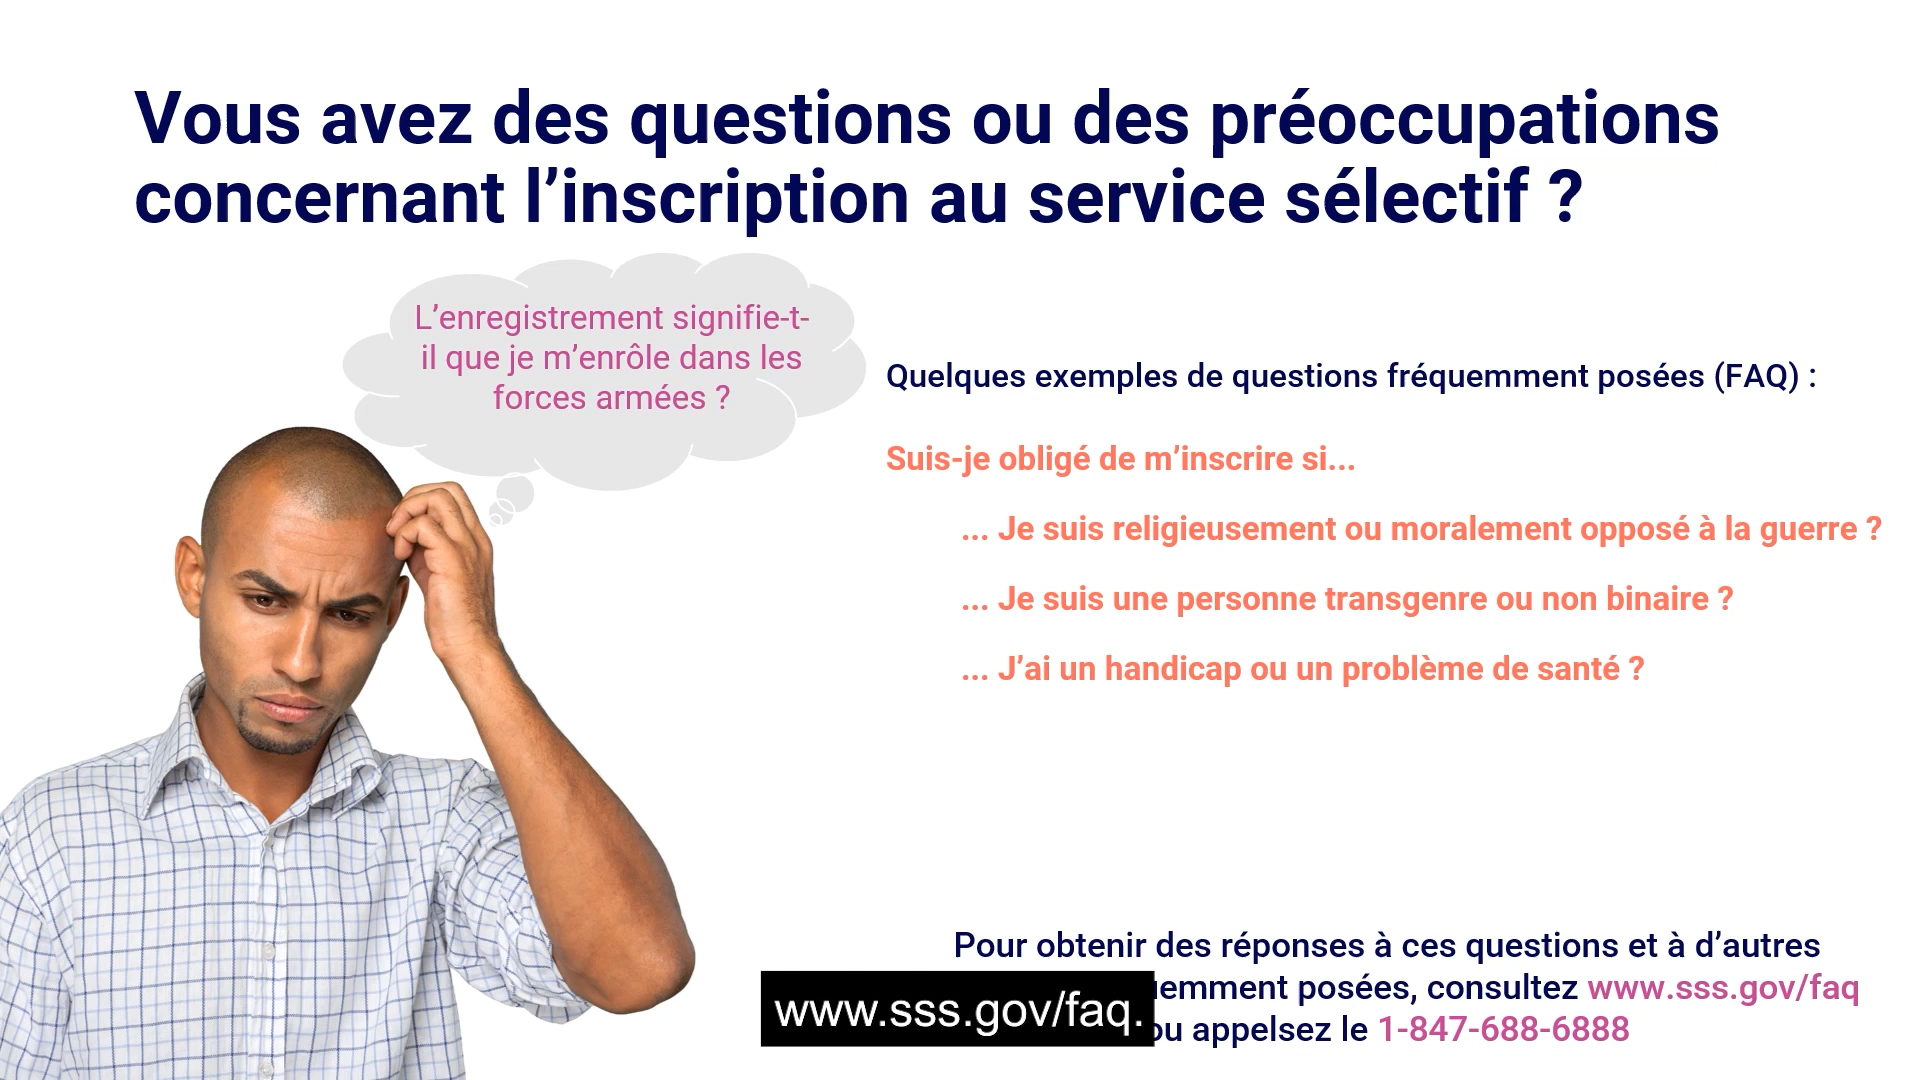 Vous avez des questions ou des préoccupations
concernant l’inscription au service sélectif ?
L’enregistrement signifie-t-
il que je m’enrôle dans les
forces armées ?
Quelques exemples de questions fréquemment posées (FAQ) :
Suis-je obligé de m’inscrire si...
... Je suis religieusement ou moralement opposé à la guerre ?
... Je suis une personne transgenre ou non binaire ?
... J’ai un handicap ou un problème de santé ?
Pour obtenir des réponses à ces questions et à d’autres
posées, consultez www.sss.gov/faq
ou appelsez le 1-847-688-6888
www.sss.gov/faq.